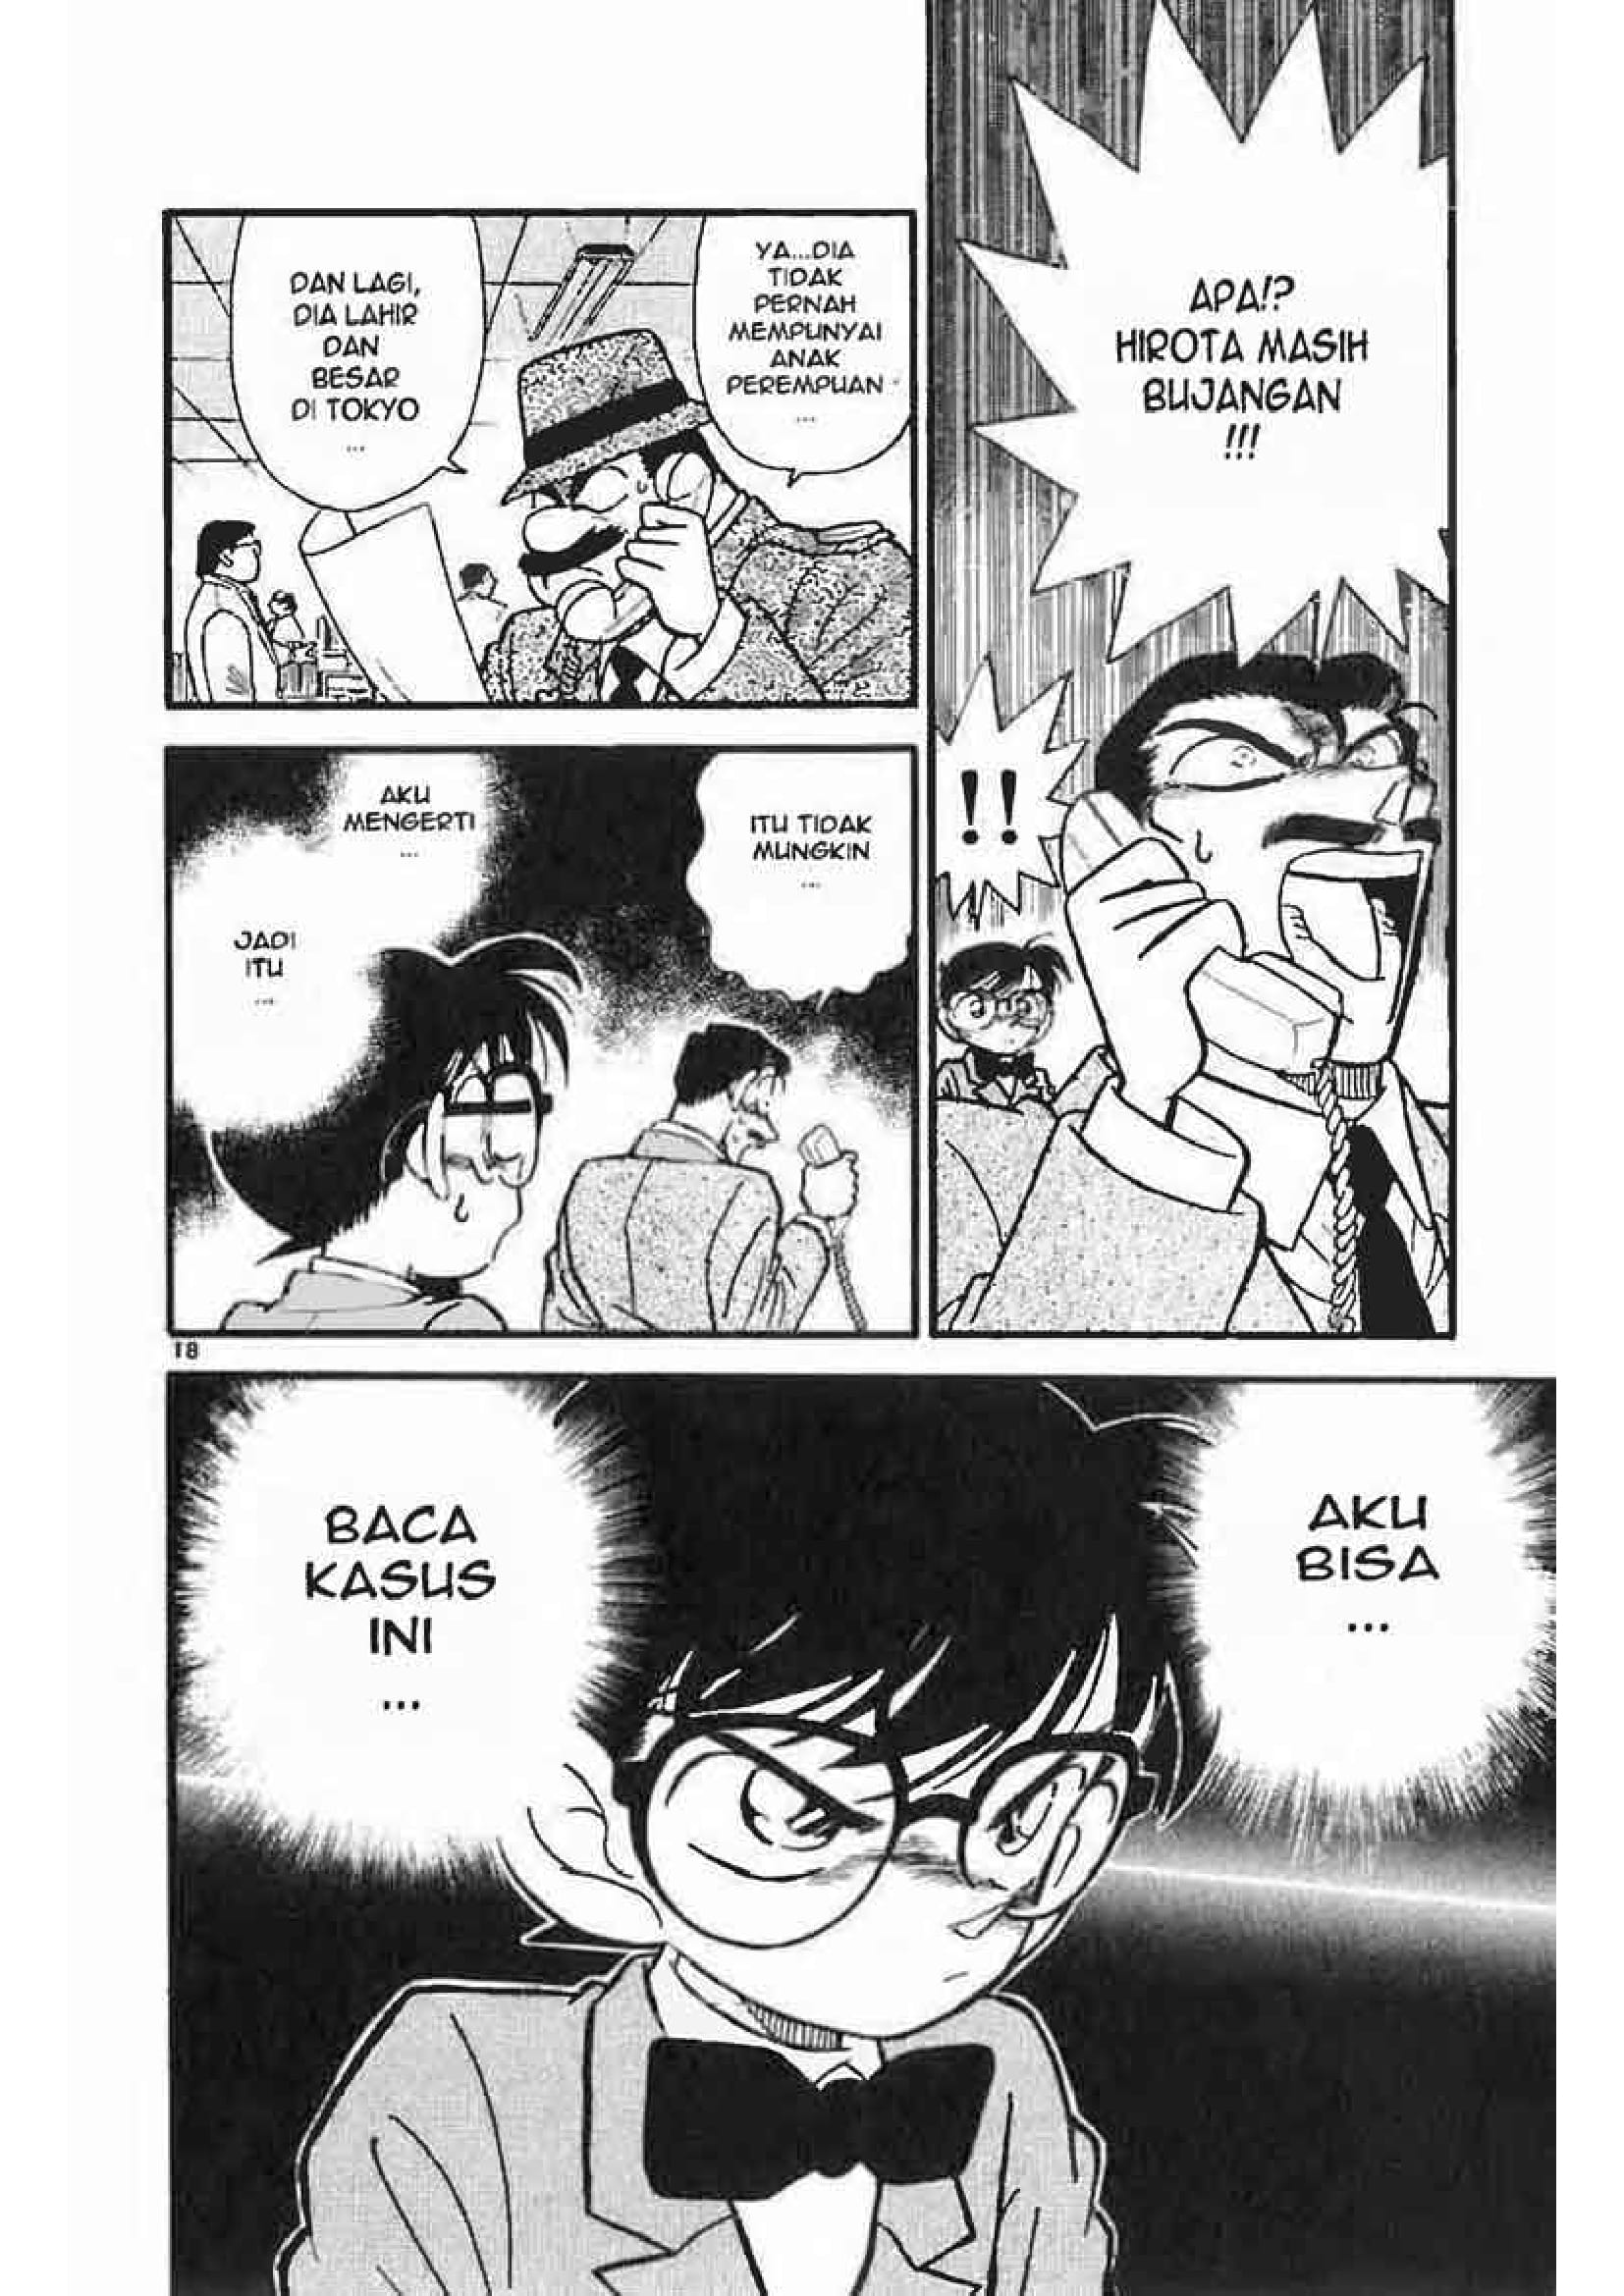 APA!?
HIROTA MASIH
BUJANGAN
!!!
!!
YA...DIA
TIDAK
PERNAH
MEMPUNYAI
ANAK
PEREMPUAN
...
DAN LAGI,
DIA LAHIR
DAN
BESAR
DI TOKYO
...
ITU TIDAK
MUNGKIN
...
AKU
MENGERTI
...
JADI
ITU
...
18
AKU
BISA
...
BACA
KASUS
INI
...